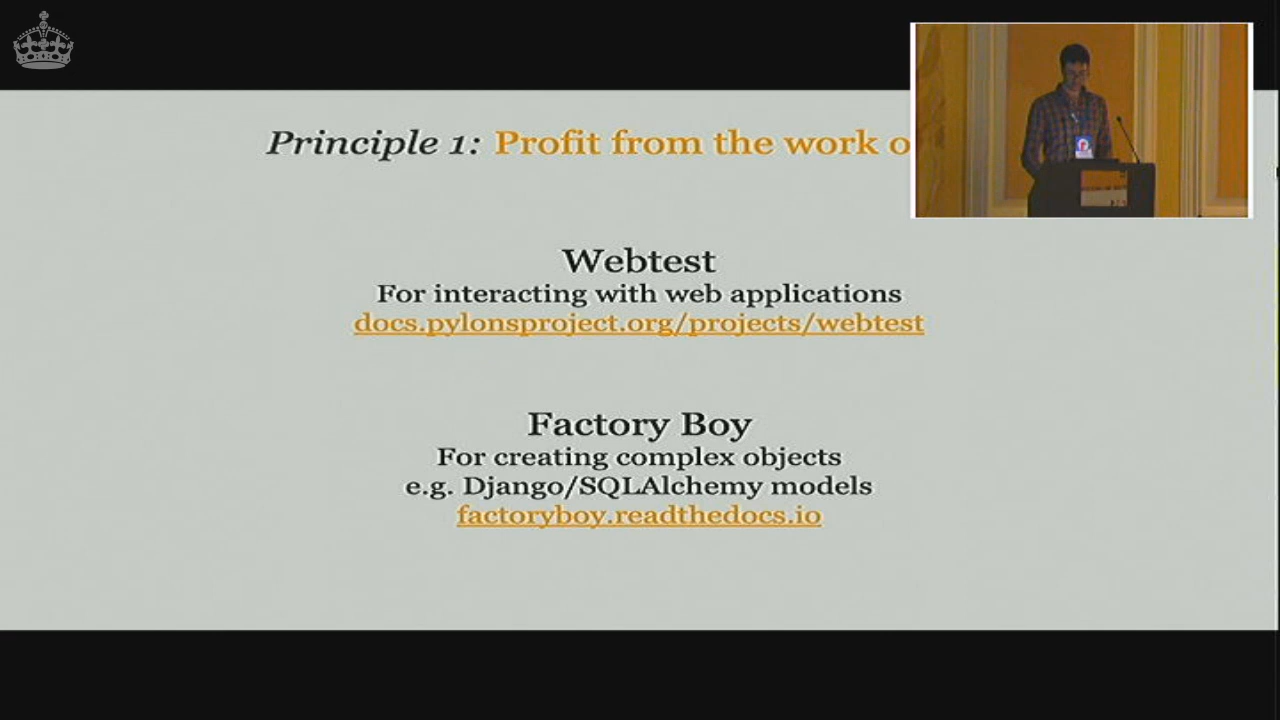 Principle 1: Profit from the work o
Webtest
For interacting with web applications
docs.pylonsproject.org/projects/webtest
Factory Boy
For creating complex objects
e.g. Django/SQLAlchemy models
factoryboy.readthedocs.io